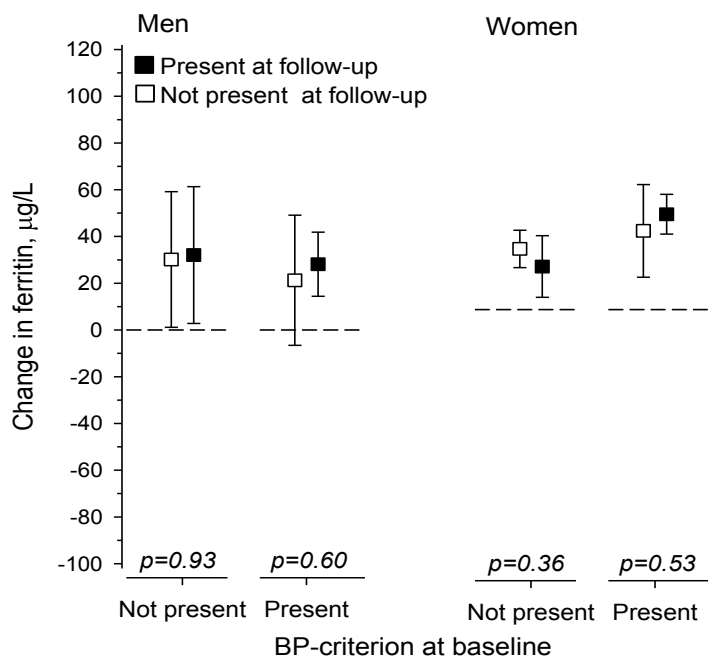 Men
Women
Present at follow-up
Not present at follow-up
Change in ferritin, µg/L
120
100
80
60
40
20
0
-20
-40
-60
-80
-100
p=0.93
p=0.60
p=0.36
p=0.53
Not present
Present
Not present
Present
BP-criterion at baseline